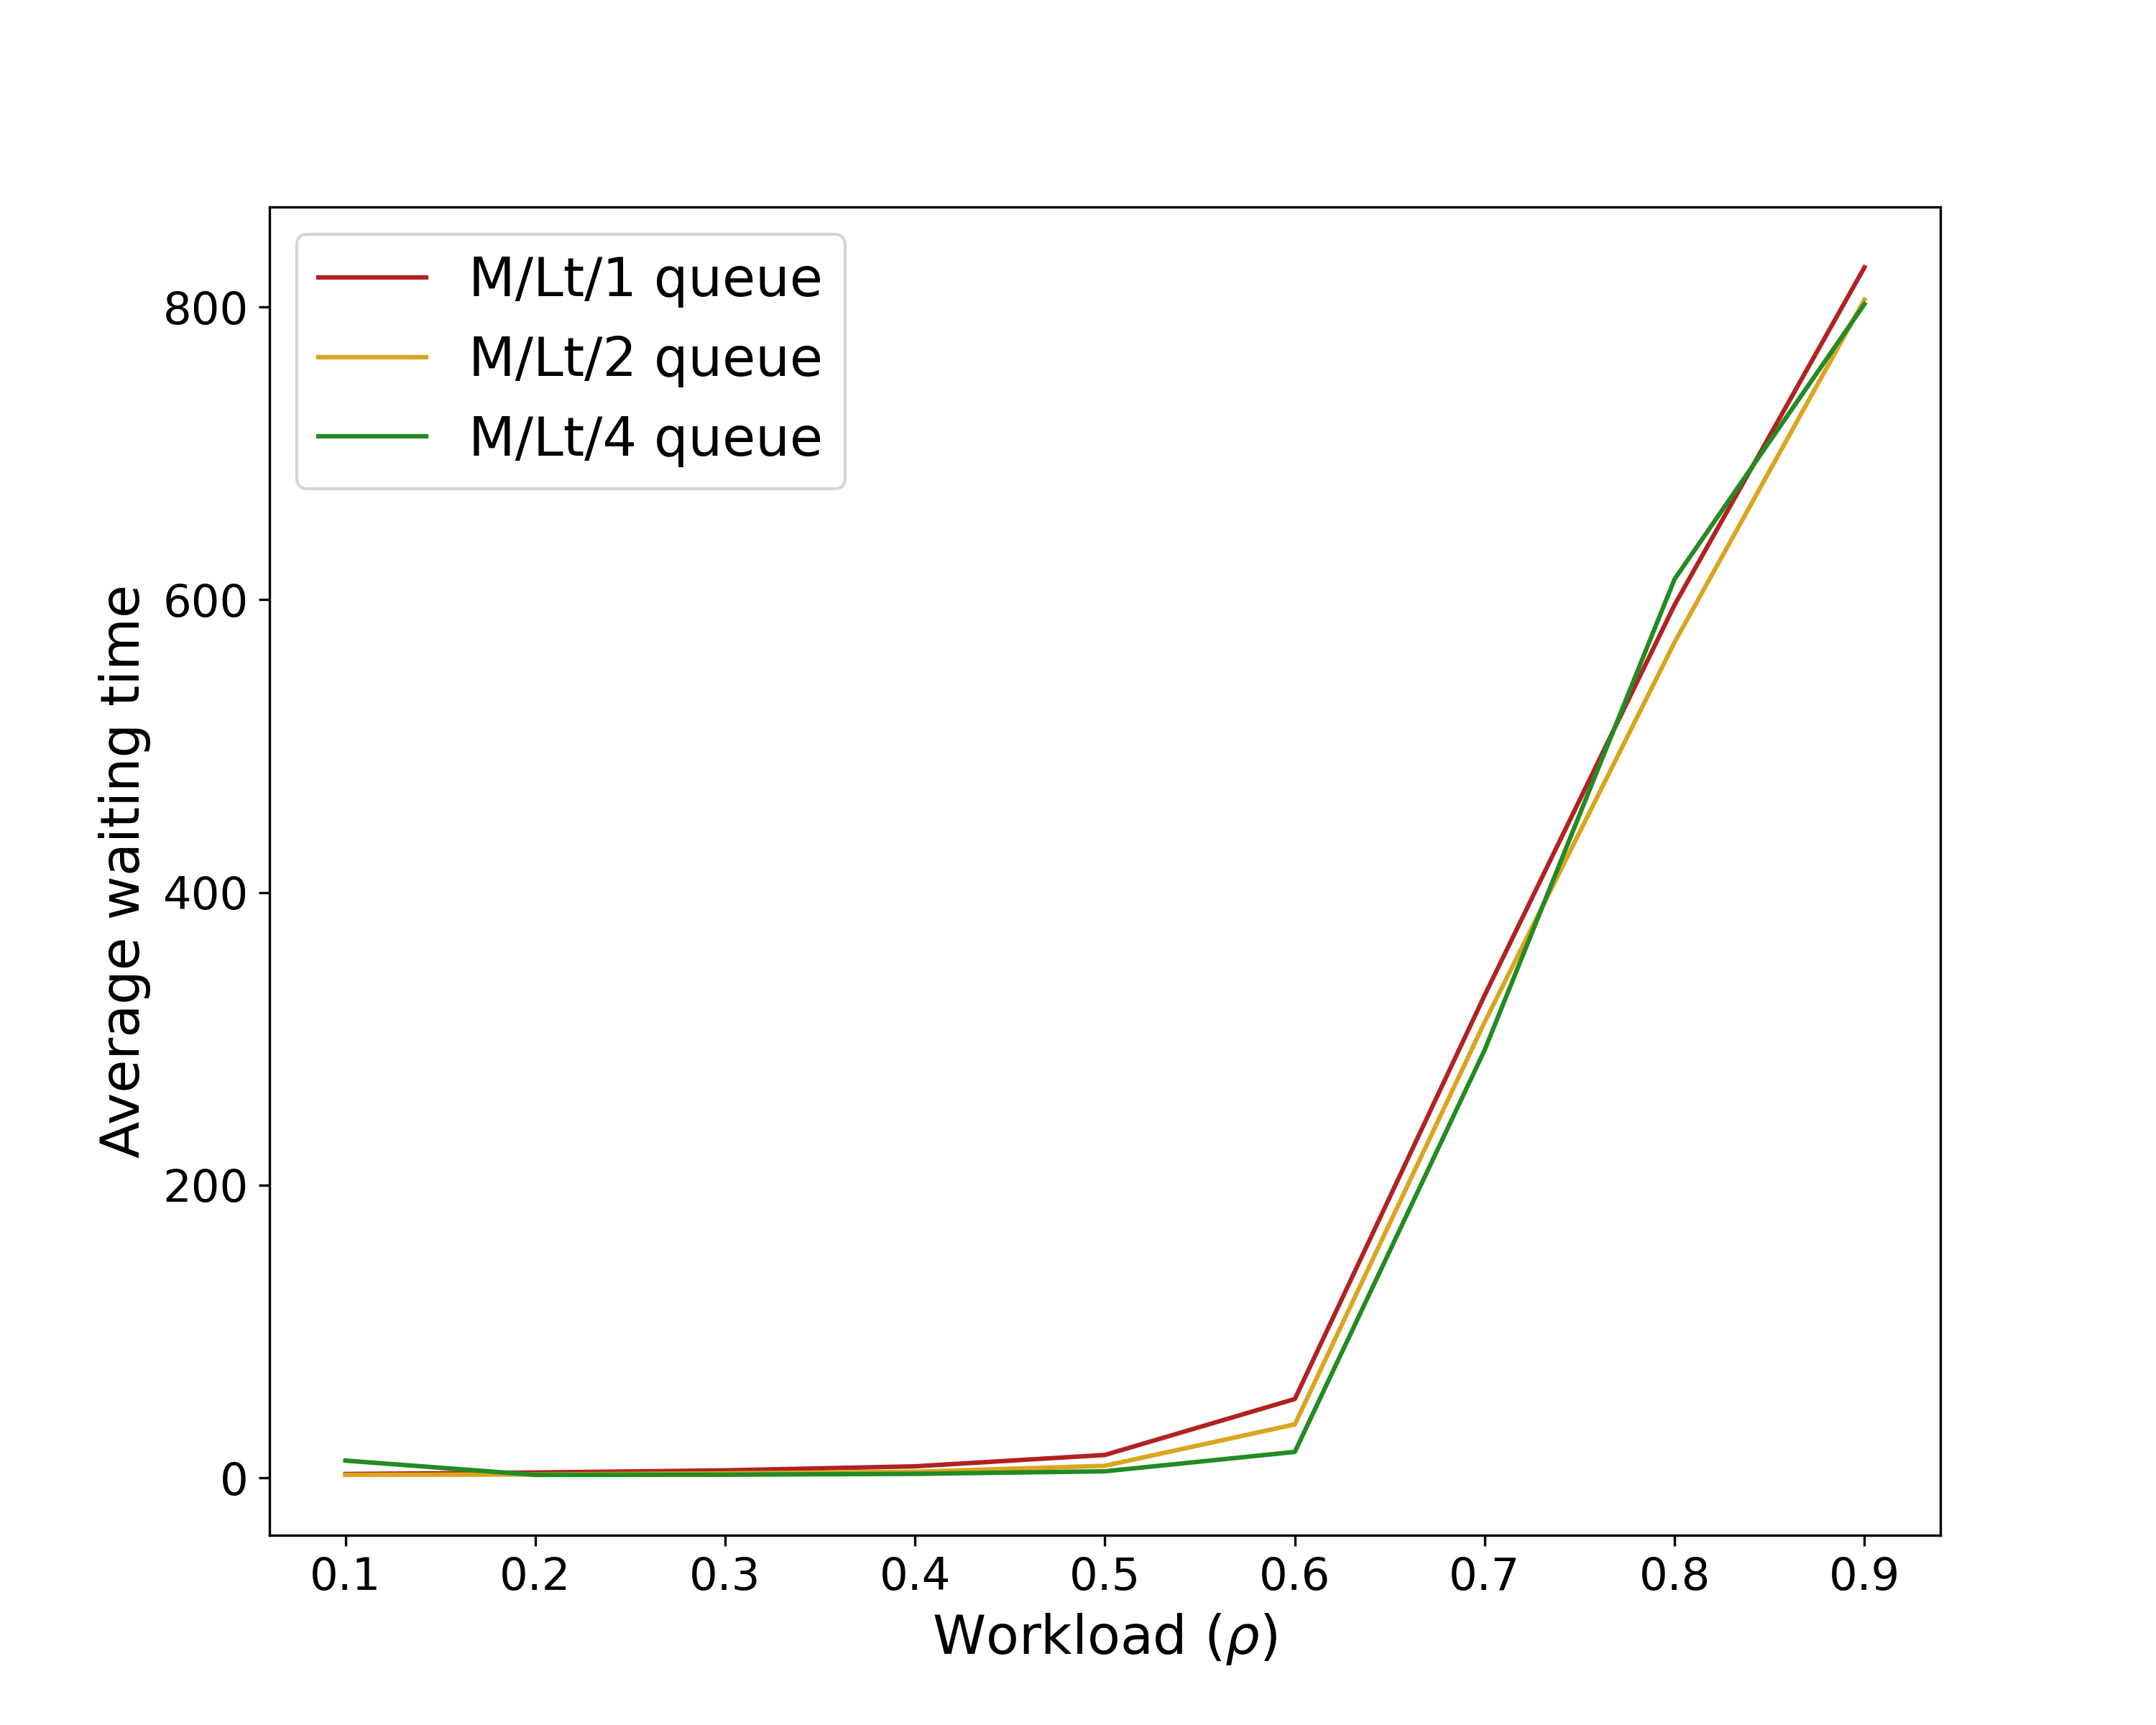 M/Lt/1 queue
M/Lt/2 queue
M/Lt/4 queue
Average waiting time
800
600
400
200
0
0.1 0.2 0.3 0.4 0.5 0.6 0.7 0.8 0.9
Workload (ρ)